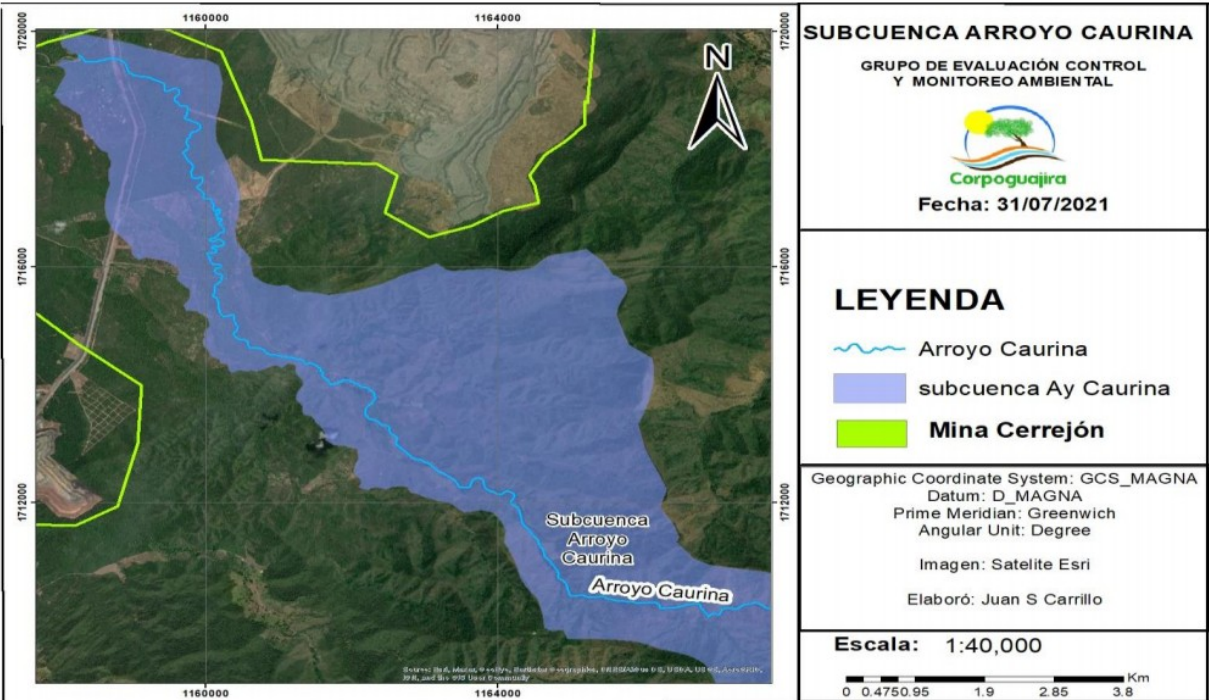 1160000
1164000
1720000
1720000
N
1716000
1716000
1712000
1712000
Subcuenca
Arroyo
Caurina
Arroyo Caurina
1160000
1164000
SUBCUENCA ARROYO CAURINA
GRUPO DE EVALUACIÓN CONTROL
Y MONITOREO AMBIENTAL
Corpoguajira
Fecha: 31/07/2021
LEYENDA
Arroyo Caurina
subcuenca Ay Caurina
Mina Cerrejón
Geographic Coordinate System: GCS_MAGNA
Datum: D_MAGNA
Prime Meridian: Greenwich
Angular Unit: Degree
Imagen: Satelite Esri
Elaboró: Juan S Carrillo
Escala: 1:40,000
Km
0 0.4750.95 1.9 2.85 3.8